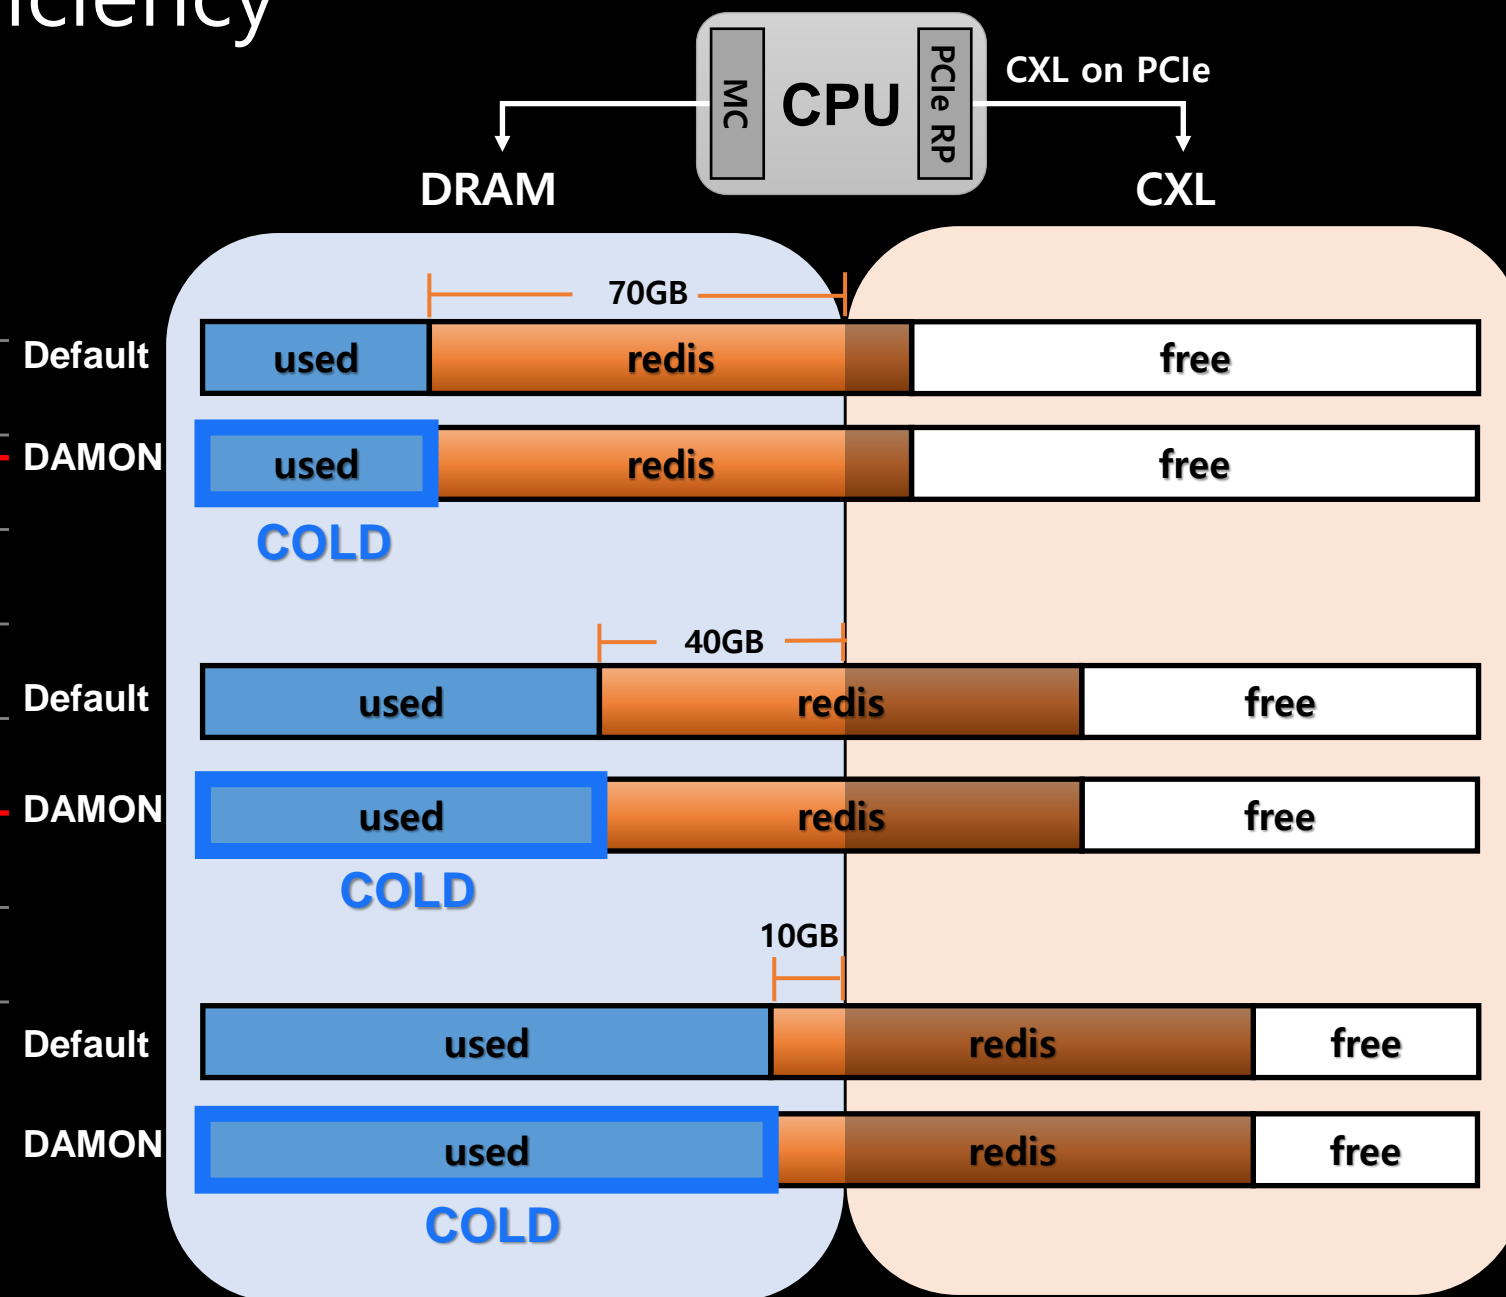 iciency
MC
CPU
PCIe RP
CXL on PCIe
DRAM
CXL
70GB
Default
used
redis
free
DAMON
used
redis
free
COLD
40GB
Default
used
redis
free
DAMON
used
redis
free
COLD
10GB
Default
used
redis
free
DAMON
used
redis
free
COLD